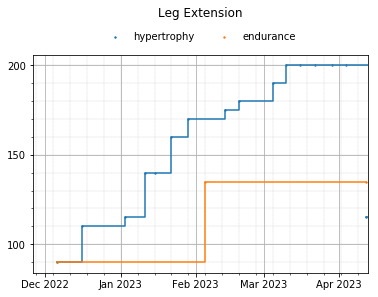 Leg Extension
hypertrophy endurance
200
150
100
Dec 2022 Jan 2023 Feb 2023 Mar 2023 Apr 2023